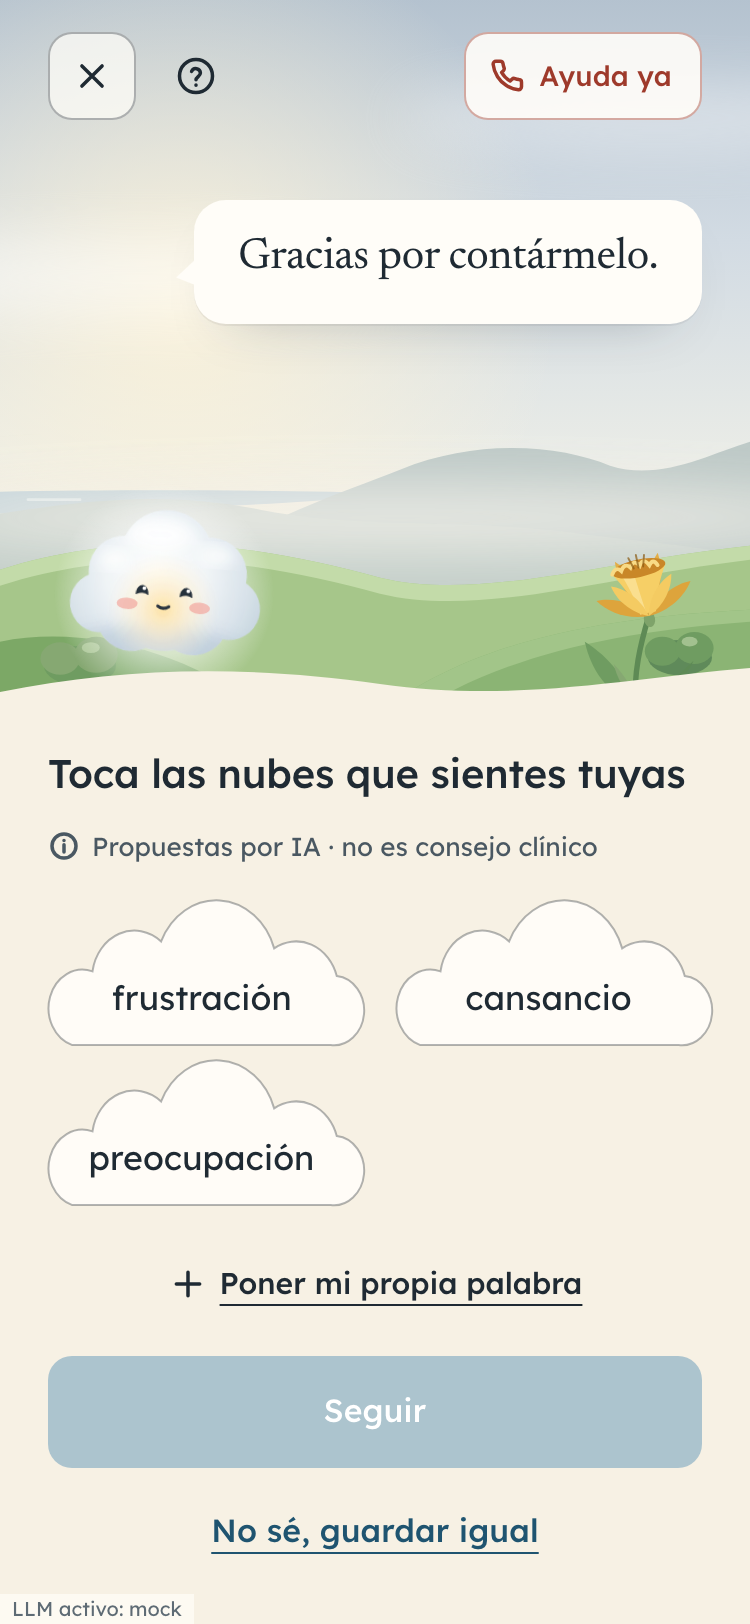 Ayuda ya
Gracias por contármelo.
Toca las nubes que sientes tuyas
Propuestas por IA · no es consejo clínico
frustración
cansancio
preocupación
Poner mi propia palabra
Seguir
No sé, guardar igual
LLM activo: mock